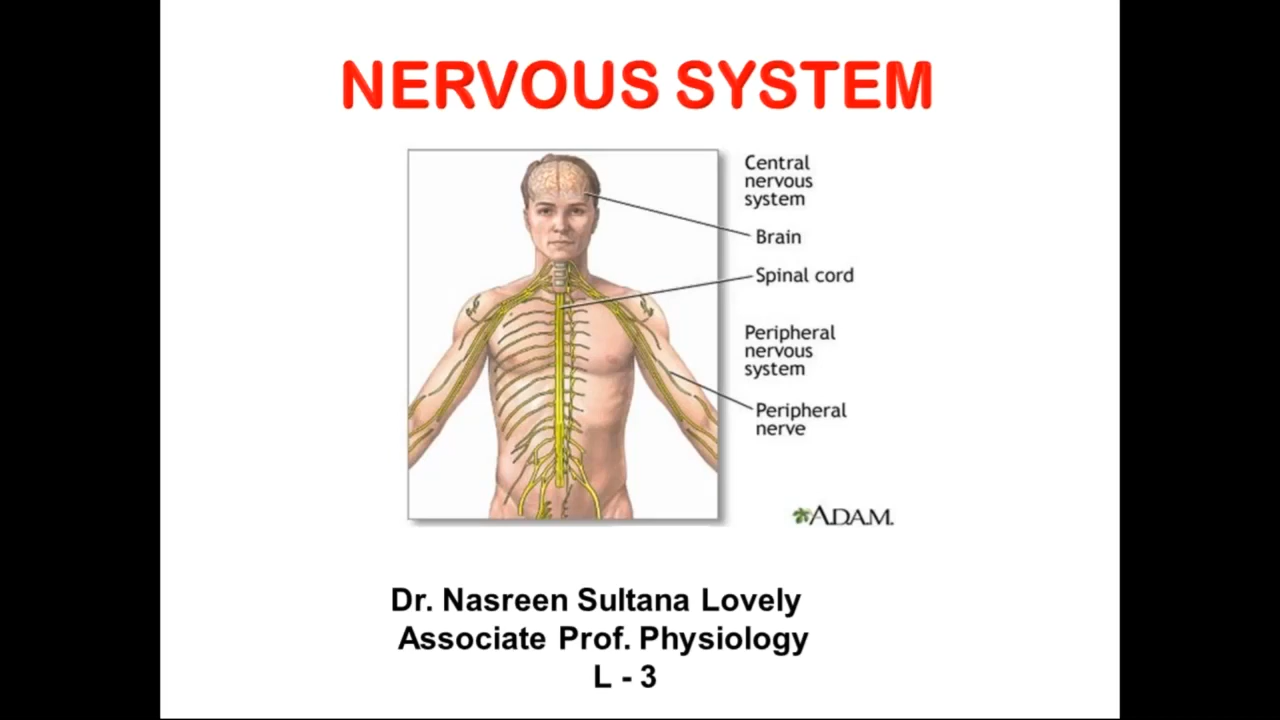 NERVOUS SYSTEM
Central
nervous
system
Brain
Spinal cord
Peripheral
nervous
system
Peripheral
nerve
ADAM.
Dr. Nasreen Sultana Lovely
Associate Prof. Physiology
L - 3